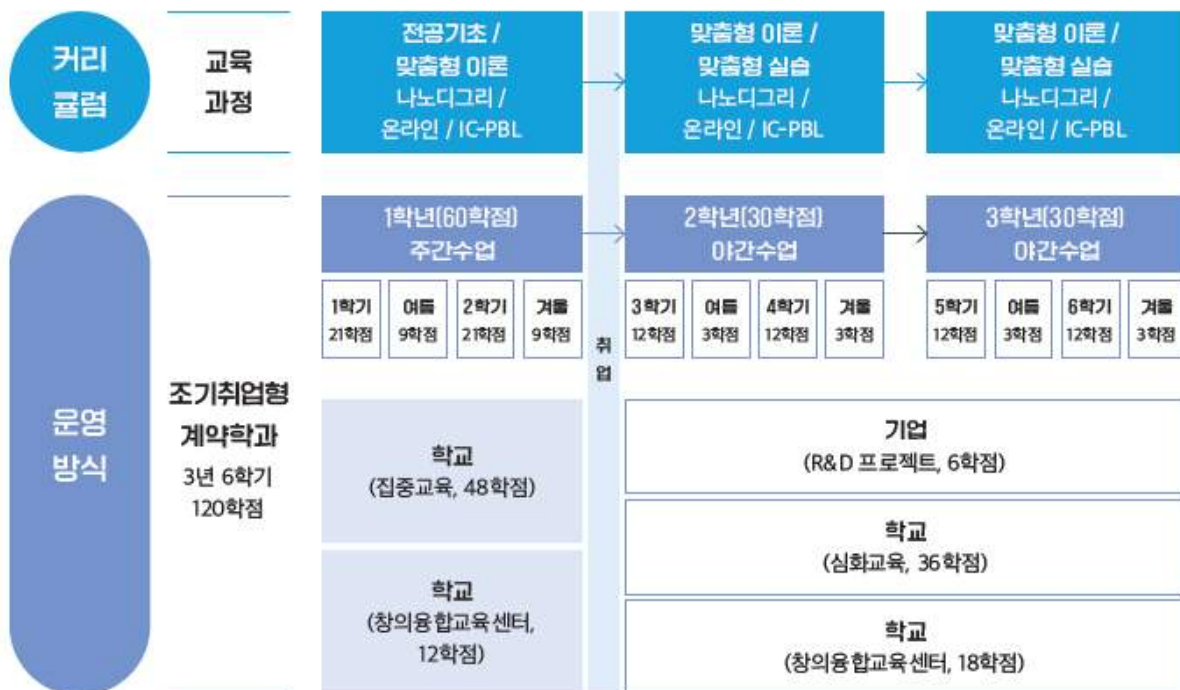 커리
큘럼
교육
과정
전공기초 /
맞춤형 이론
나노디그리 /
온라인 / IC-PBL
맞춤형 이론 /
맞춤형 실습
나노디그리 /
온라인 / IC-PBL
맞춤형 이론 /
맞춤형 실습
나노디그리 /
온라인 / IC-PBL
운영
방식
조기취업형
계약학과
3년 6학기
120학점
1학년(60학점)
주간수업
2학년(30학점)
야간수업
3학년(30학점)
야간수업
1학기
21학점
여름
9학점
2학기
21학점
겨울
9학점
취
업
3학기
12학점
여름
3학점
4학기
12학점
겨울
3학점
5학기
12학점
여름
3학점
6학기
12학점
겨울
3학점
학교
(집중교육, 48학점)
학교
(창의융합교육센터,
12학점)
기업
(R&D 프로젝트, 6학점)
학교
(심화교육, 36학점)
학교
(창의융합교육센터, 18학점)